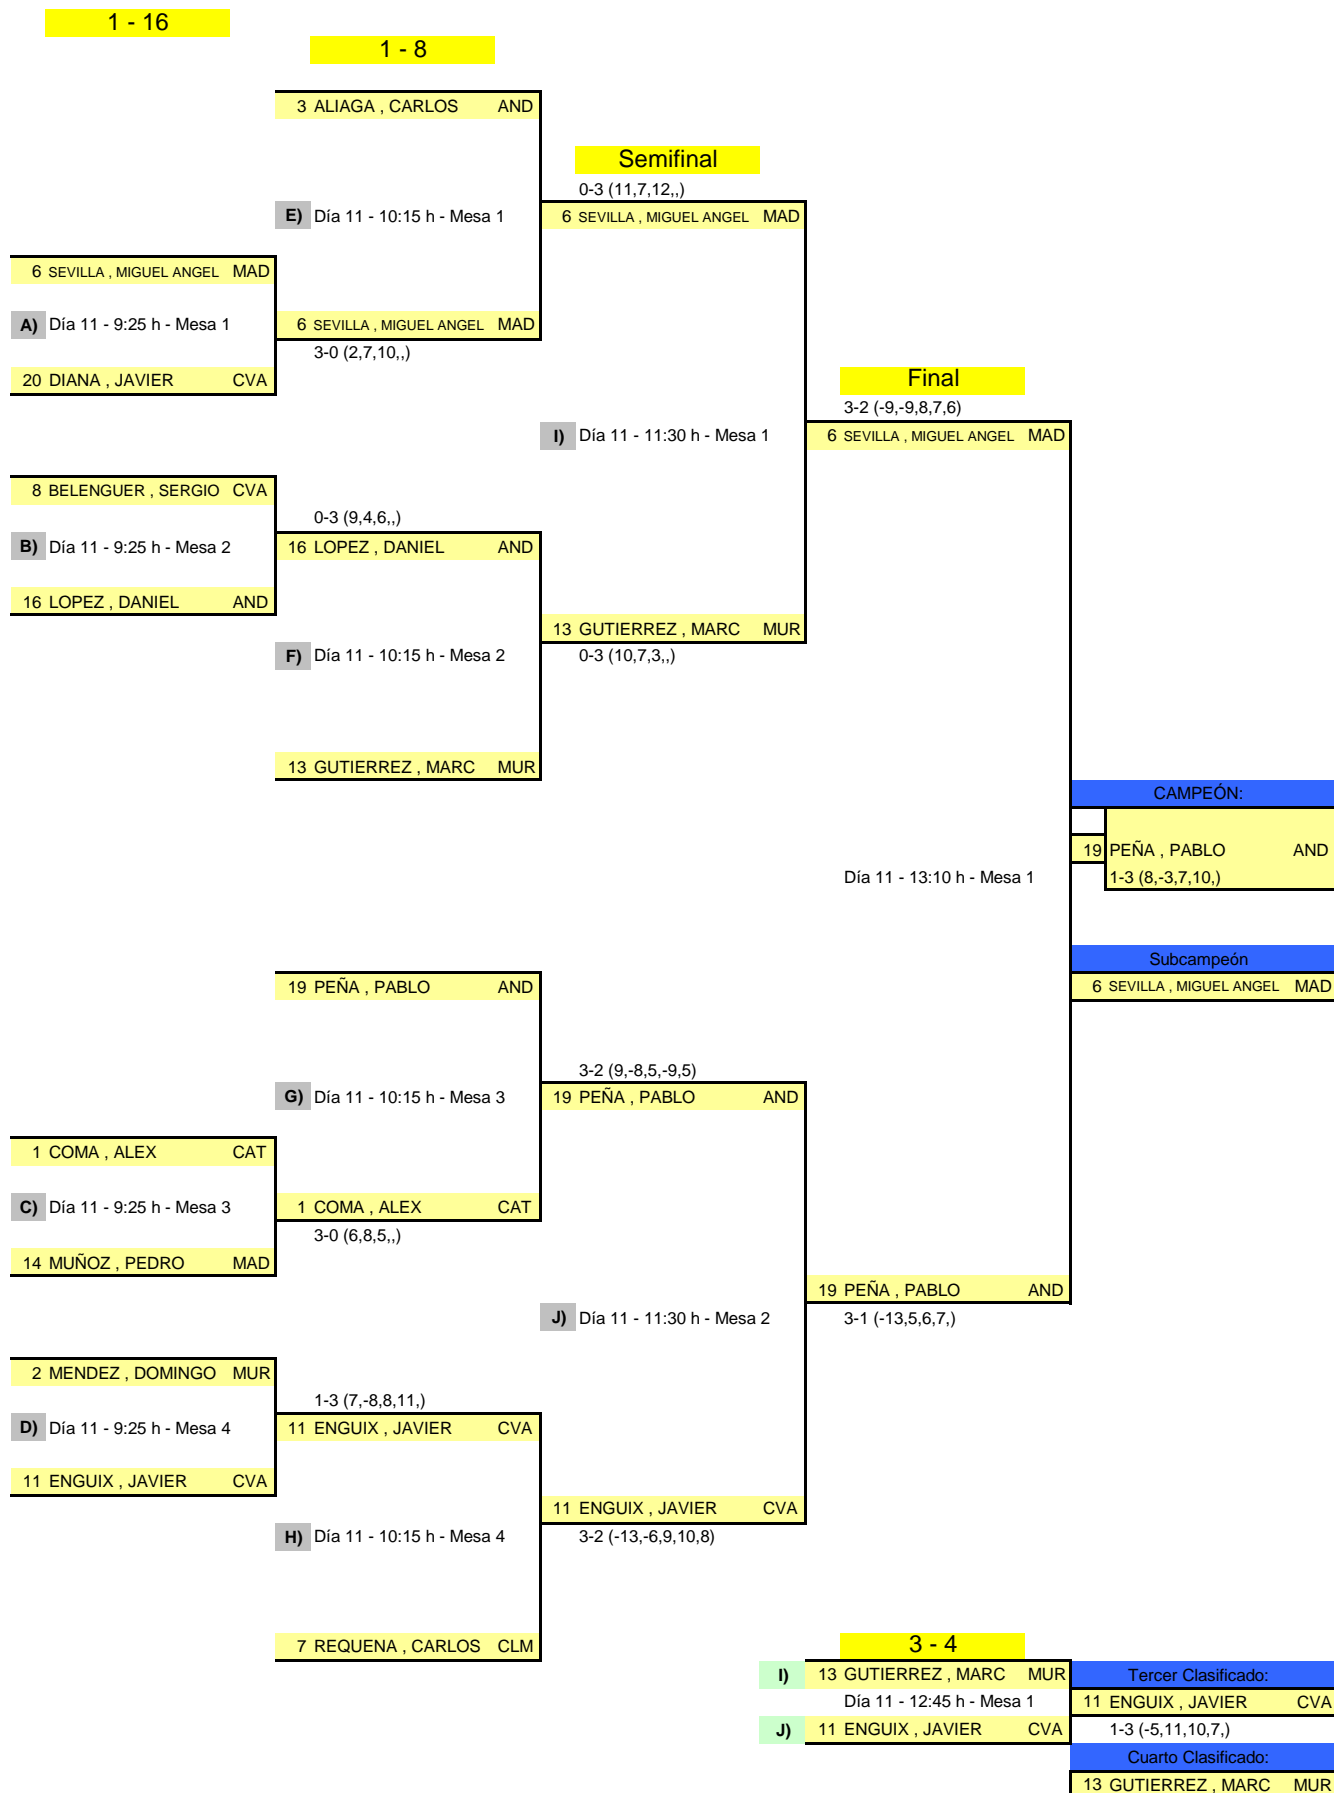 1 - 16
1 - 8
3 ALIAGA , CARLOS AND
Semifinal
0-3 (11,7,12,,)
E) Día 11 - 10:15 h - Mesa 1
6 SEVILLA , MIGUEL ANGEL MAD
6 SEVILLA , MIGUEL ANGEL MAD
A) Día 11 - 9:25 h - Mesa 1
6 SEVILLA , MIGUEL ANGEL MAD
3-0 (2,7,10,,)
20 DIANA , JAVIER CVA
Final
3-2 (-9,-9,8,7,6)
I) Día 11 - 11:30 h - Mesa 1
6 SEVILLA , MIGUEL ANGEL MAD
8 BELENGUER , SERGIO CVA
0-3 (9,4,6,,)
B) Día 11 - 9:25 h - Mesa 2
16 LOPEZ , DANIEL AND
16 LOPEZ , DANIEL AND
13 GUTIERREZ , MARC MUR
F) Día 11 - 10:15 h - Mesa 2
0-3 (10,7,3,,)
13 GUTIERREZ , MARC MUR
CAMPEÓN:
19 PEÑA , PABLO AND
Día 11 - 13:10 h - Mesa 1
1-3 (8,-3,7,10,)
Subcampeón
19 PEÑA , PABLO AND
6 SEVILLA , MIGUEL ANGEL MAD
3-2 (9,-8,5,-9,5)
G) Día 11 - 10:15 h - Mesa 3
19 PEÑA , PABLO AND
1 COMA , ALEX CAT
C) Día 11 - 9:25 h - Mesa 3
1 COMA , ALEX CAT
3-0 (6,8,5,,)
14 MUÑOZ , PEDRO MAD
19 PEÑA , PABLO AND
J) Día 11 - 11:30 h - Mesa 2
3-1 (-13,5,6,7,)
2 MENDEZ , DOMINGO MUR
1-3 (7,-8,8,11,)
D) Día 11 - 9:25 h - Mesa 4
11 ENGUIX , JAVIER CVA
11 ENGUIX , JAVIER CVA
11 ENGUIX , JAVIER CVA
H) Día 11 - 10:15 h - Mesa 4
3-2 (-13,-6,9,10,8)
7 REQUENA , CARLOS CLM
3 - 4
I) 13 GUTIERREZ , MARC MUR
Tercer Clasificado:
Día 11 - 12:45 h - Mesa 1
11 ENGUIX , JAVIER CVA
J) 11 ENGUIX , JAVIER CVA
1-3 (-5,11,10,7,)
Cuarto Clasificado:
13 GUTIERREZ , MARC MUR